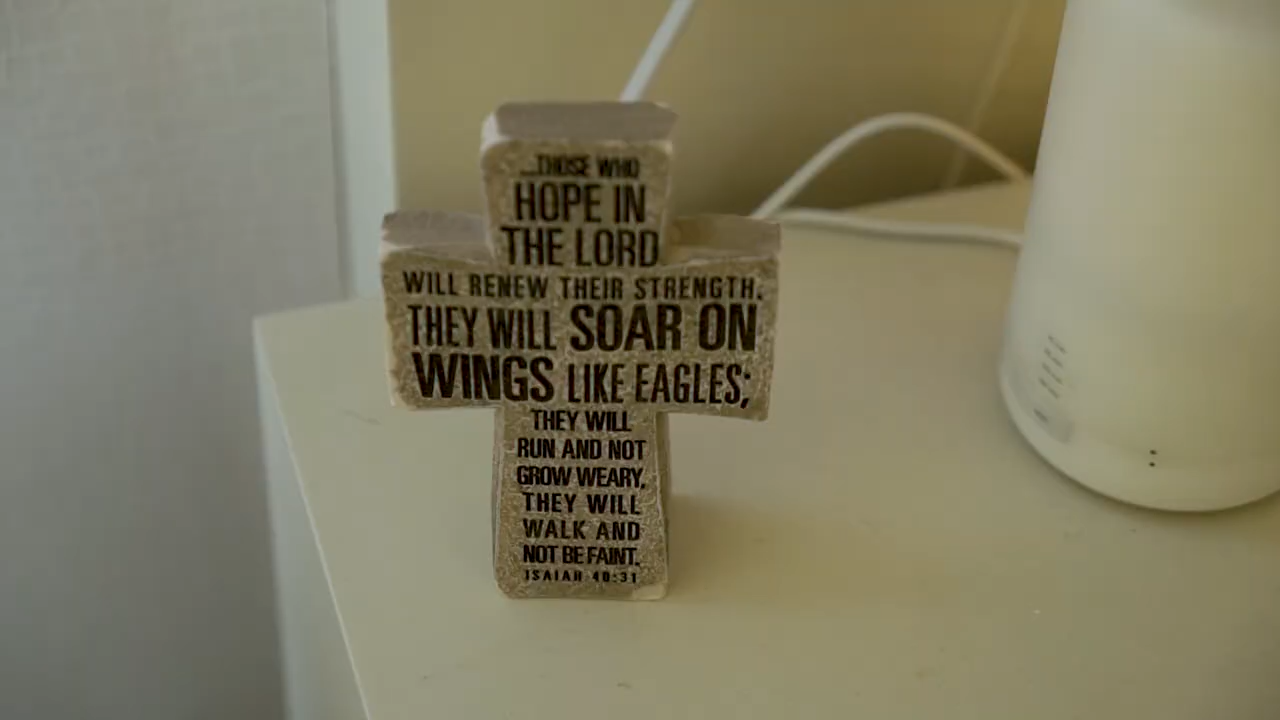 ...THOSE WHO
HOPE IN
THE LORD
WILL RENEW THEIR STRENGTH.
THEY WILL SOAR ON
WINGS LIKE EAGLES;
THEY WILL
RUN AND NOT
GROW WEARY,
THEY WILL
WALK AND
NOT BE FAINT.
ISAIAH 40:31